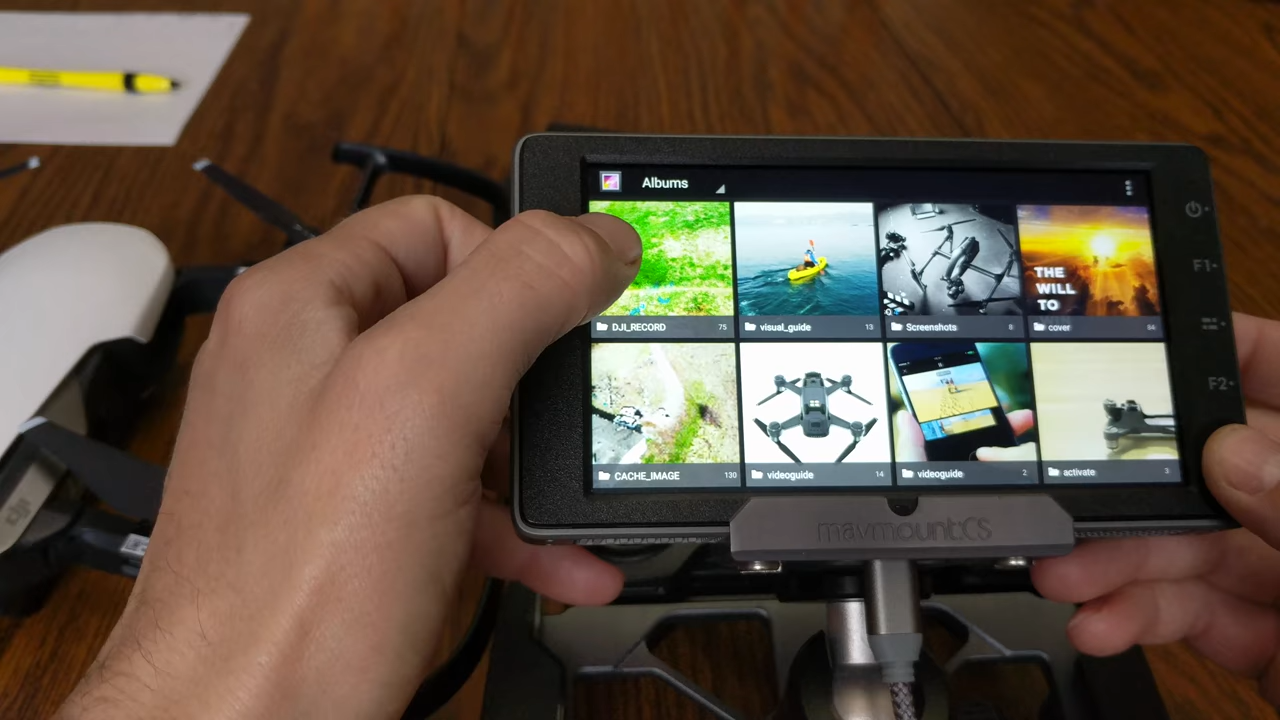 Albums
THE
WILL
TO
DJI_RECORD 75
visual_guide 13
Screenshots 8
cover 54
CACHE_IMAGE 130
videoguide 14
videoguide 2
activate 3
F1
F2
mavmountCS
dji